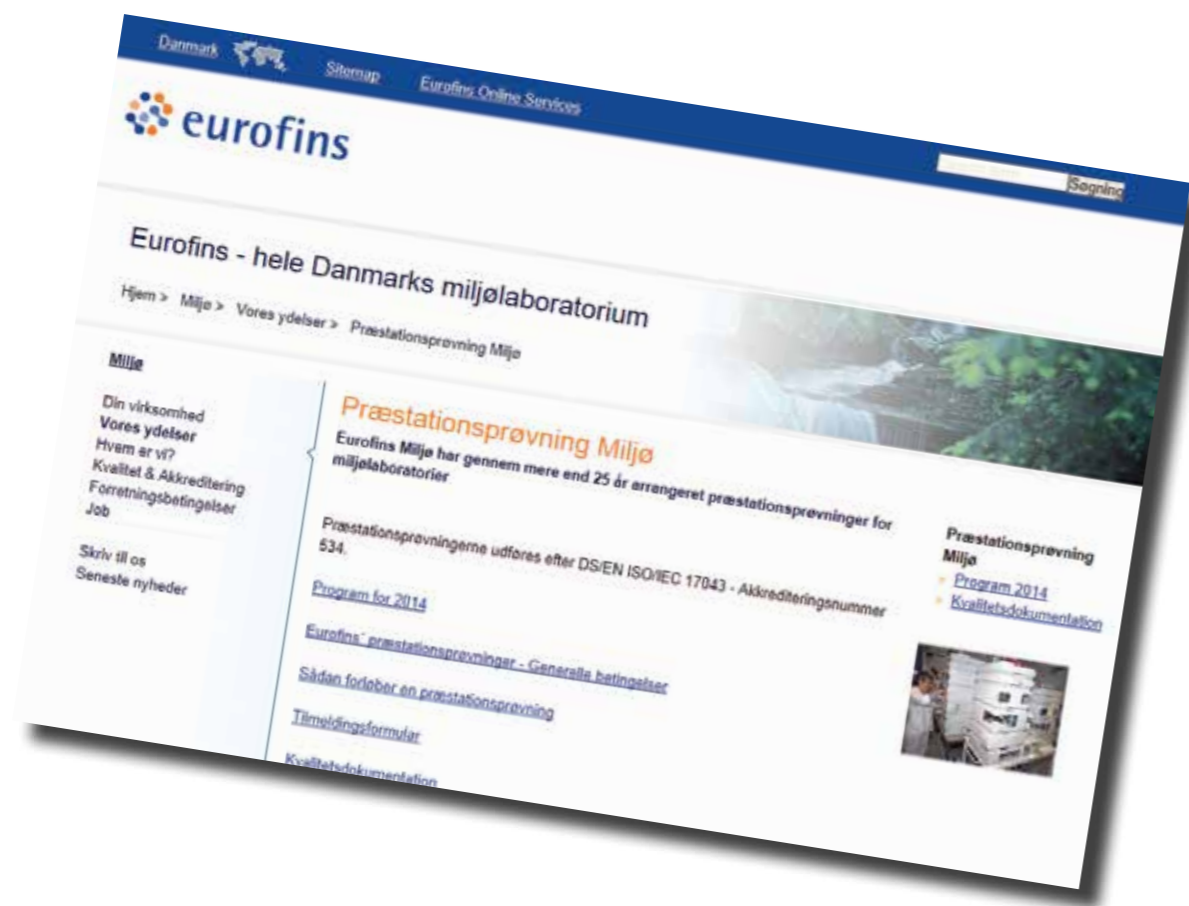 Danmark
Sitemap
Eurofins Online Services
Søgning
eurofins
Eurofins - hele Danmarks miljølaboratorium
Hjem > Miljø > Vores ydelser > Præstationsprøvning Miljø
Miljø
Din virksomhed
Vores ydelser
Hvem er vi?
Kvalitet & Akkreditering
Forretningsbetingelser
Job
Skriv til os
Seneste nyheder
Præstationsprøvning Miljø
Eurofins Miljø har gennem mere end 25 år arrangeret præstationsprøvninger for
miljølaboratorier
Præstationsprøvningerne udføres efter DS/EN ISO/IEC 17043 - Akkrediteringsnummer
534.
Program for 2014
Eurofins´ præstationsprøvninger - Generelle betingelser
Sådan forløber en præstationsprøvning
Tilmeldingsformular
Kvalitetsdokumentation
Præstationsprøvning
Miljø
Program 2014
Kvalitetsdokumentation